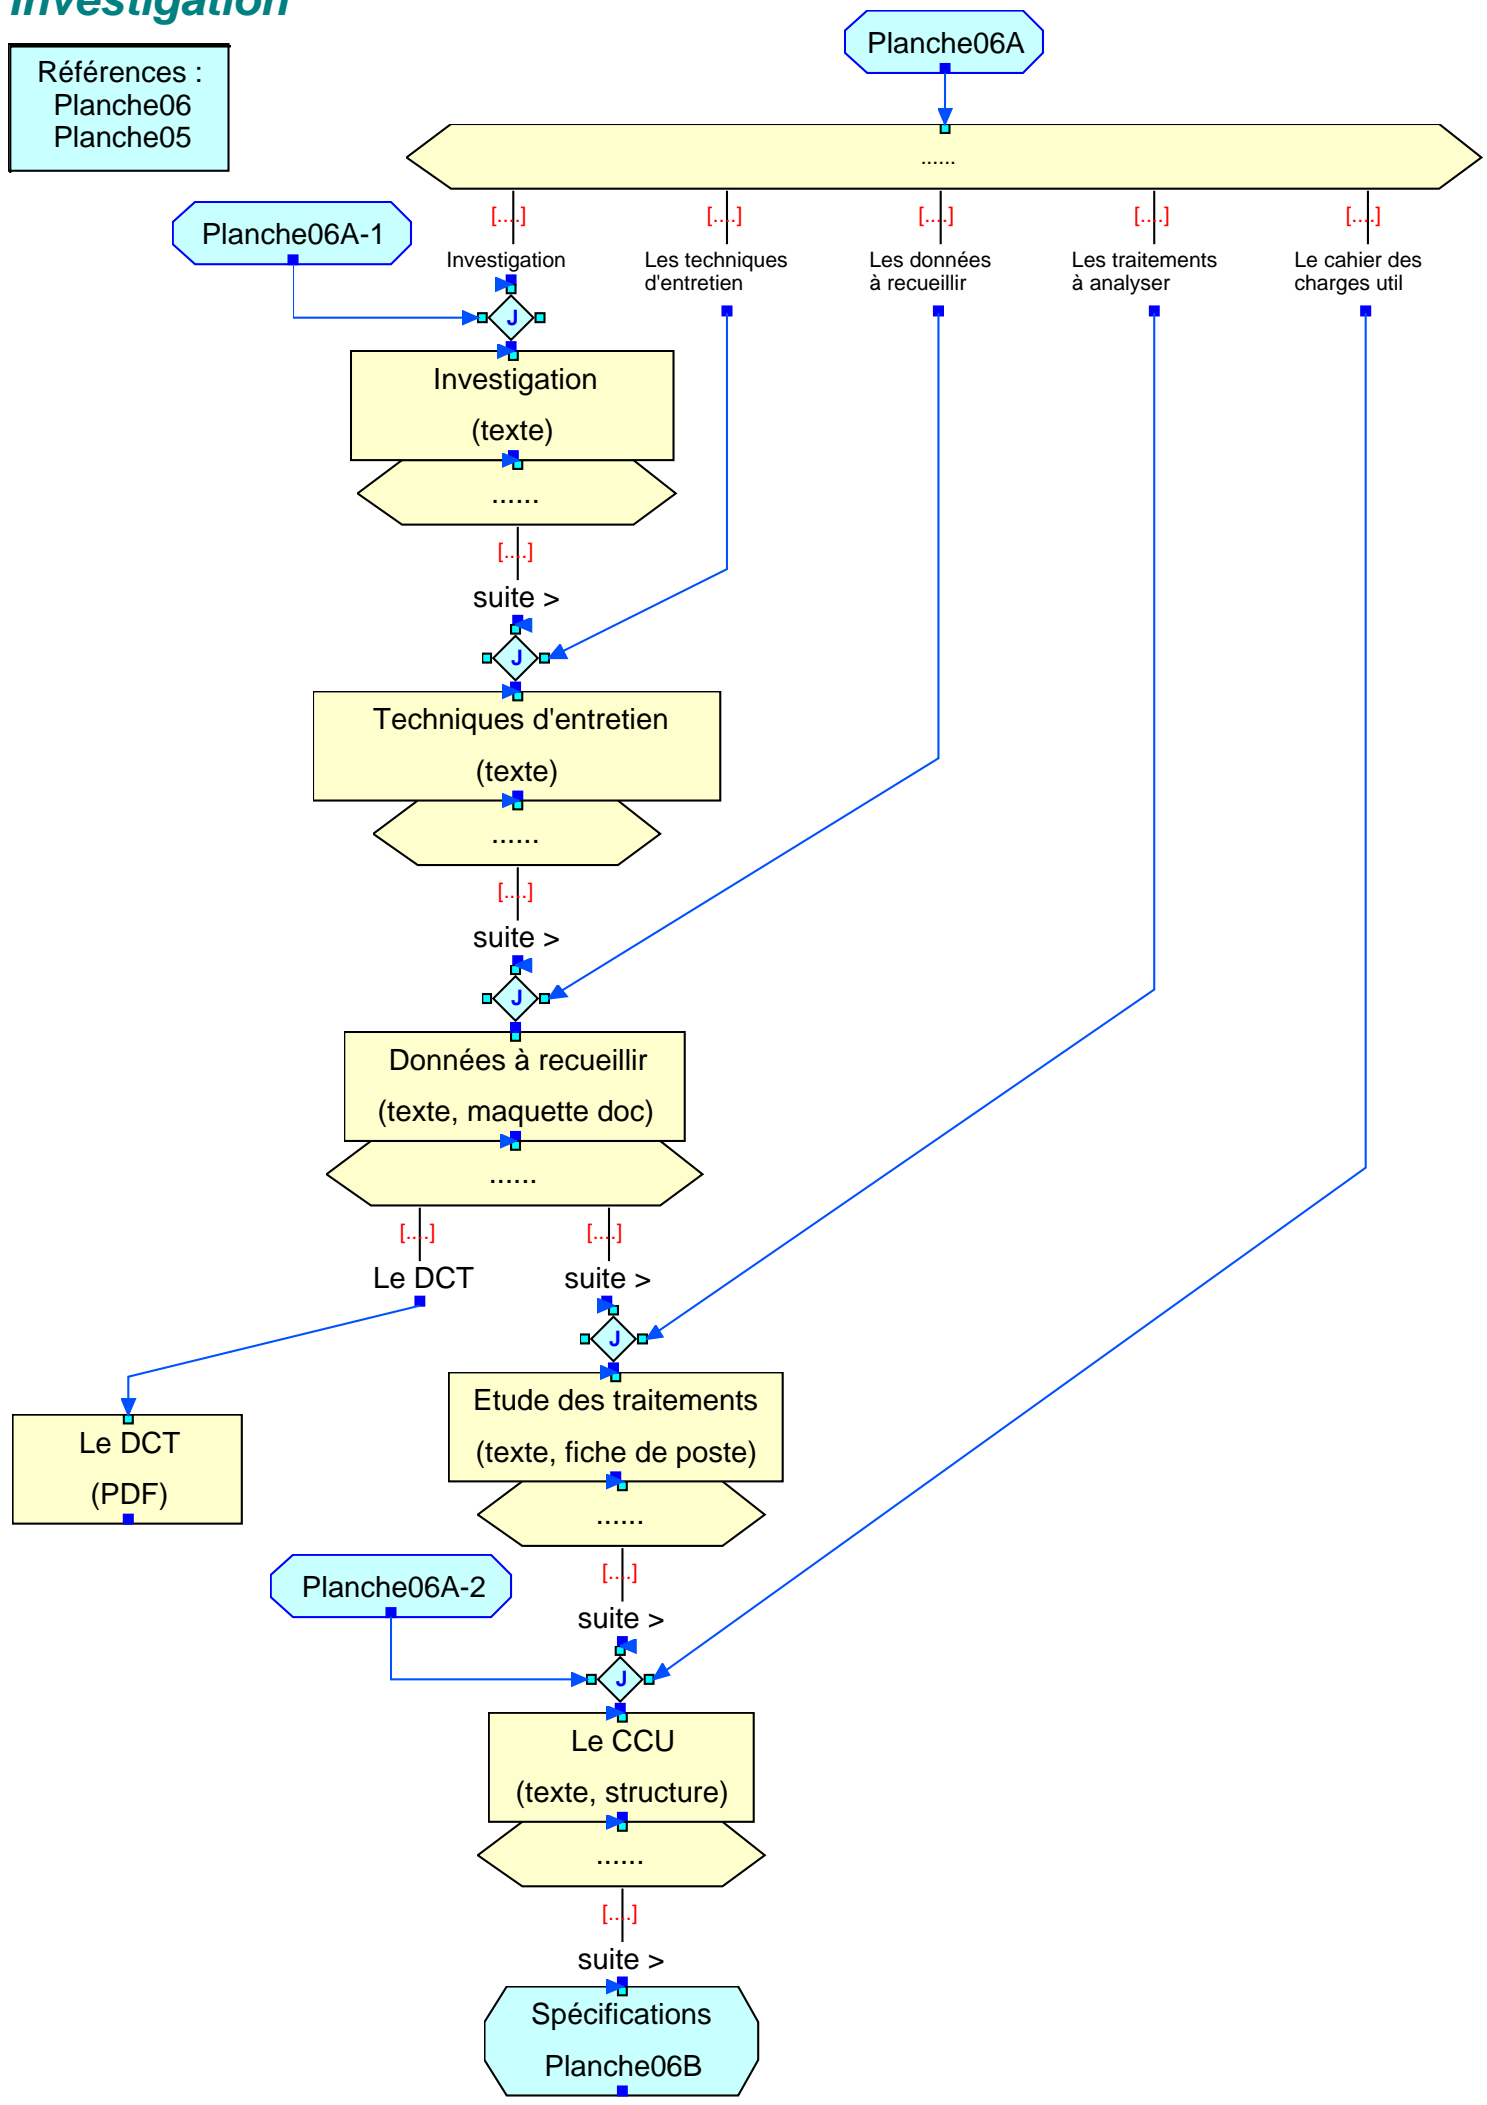 Investigation
Planche06A
Références :
Planche06
Planche05
......
[....] [....] [....] [....] [....]
Planche06A-1
Investigation
Les techniques
d'entretien
Les données
à recueillir
Les traitements
à analyser
Le cahier des
charges util
J
Investigation
(texte)
......
[....]
suite >
J
Techniques d'entretien
(texte)
......
[....]
suite >
J
Données à recueillir
(texte, maquette doc)
......
[....] [....]
Le DCT
suite >
J
Le DCT
(PDF)
Etude des traitements
(texte, fiche de poste)
......
[....]
Planche06A-2
suite >
J
Le CCU
(texte, structure)
......
[....]
suite >
Spécifications
Planche06B